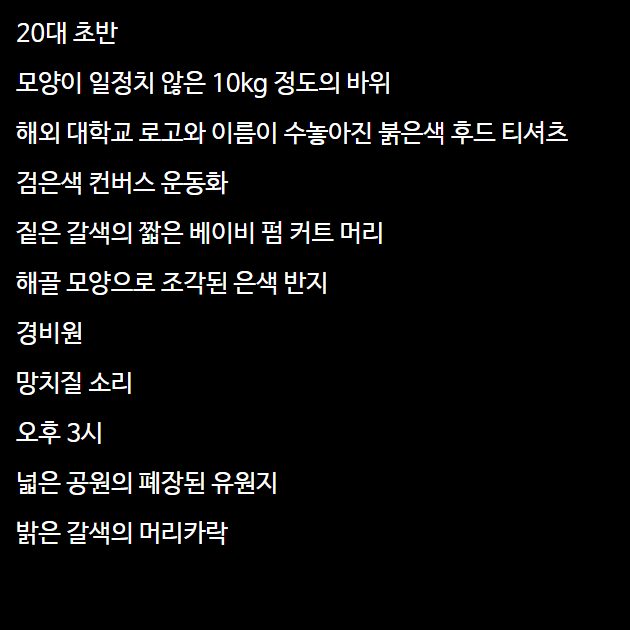 20대 초반
모양이 일정치 않은 10kg 정도의 바위
해외 대학교 로고와 이름이 수놓아진 붉은색 후드 티셔츠
검은색 컨버스 운동화
짙은 갈색의 짧은 베이비 펌 커트 머리
해골 모양으로 조각된 은색 반지
경비원
망치질 소리
오후 3시
넓은 공원의 폐장된 유원지
밝은 갈색의 머리카락